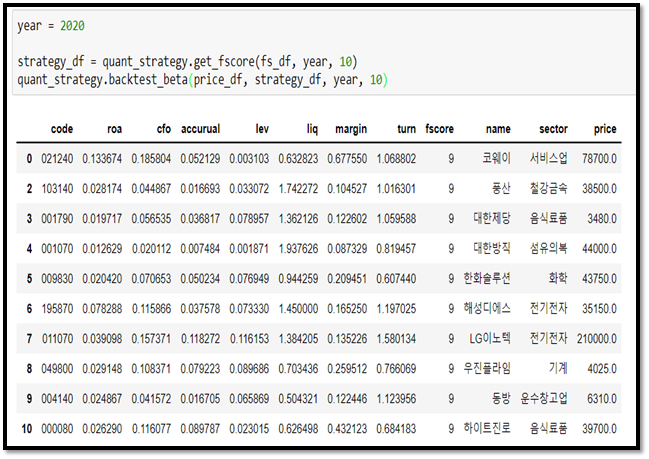 year = 2020
strategy_df = quant_strategy.get_fscore(fs_df, year, 10)
quant_strategy.backtest_beta(price_df, strategy_df, year, 10)
code roa cfo accurual lev liq margin turn fscore name sector price
0 021240 0.133674 0.185804 0.052129 0.003103 0.632823 0.677550 1.068802 9 코웨이 서비스업 78700.0
2 103140 0.028174 0.044867 0.016693 0.033072 1.742272 0.104527 1.016301 9 풍산 철강금속 38500.0
3 001790 0.019717 0.056535 0.036817 0.078957 1.362126 0.122602 1.059588 9 대한제당 음식료품 3480.0
4 001070 0.012629 0.020112 0.007484 0.001871 1.937626 0.087329 0.819457 9 대한방직 섬유의복 44000.0
5 009830 0.020420 0.070653 0.050234 0.076949 0.944259 0.209451 0.607440 9 한화솔루션 화학 43750.0
6 195870 0.078288 0.115866 0.037578 0.073330 1.450000 0.165250 1.197025 9 해성디에스 전기전자 35150.0
7 011070 0.039098 0.157371 0.118272 0.116153 1.384205 0.135226 1.580134 9 LG이노텍 전기전자 210000.0
8 049800 0.029148 0.108371 0.079223 0.089686 0.703436 0.259512 0.766069 9 우진플라임 기계 4025.0
9 004140 0.024867 0.041572 0.016705 0.065869 0.504321 0.122446 1.123956 9 동방 운수창고업 6310.0
10 000080 0.026290 0.116077 0.089787 0.023015 0.626498 0.432123 0.684183 9 하이트진로 음식료품 39700.0